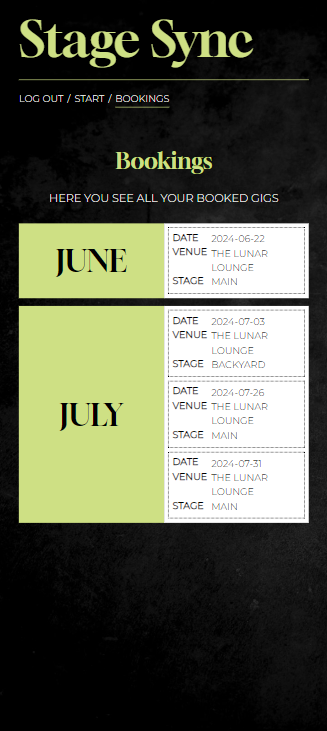 Stage Sync
LOG OUT / START / BOOKINGS
Bookings
HERE YOU SEE ALL YOUR BOOKED GIGS
JUNE
DATE 2024-06-22
VENUE THE LUNAR
LOUNGE
STAGE MAIN
JULY
DATE 2024-07-03
VENUE THE LUNAR
LOUNGE
STAGE BACKYARD
DATE 2024-07-26
VENUE THE LUNAR
LOUNGE
STAGE MAIN
DATE 2024-07-31
VENUE THE LUNAR
LOUNGE
STAGE MAIN